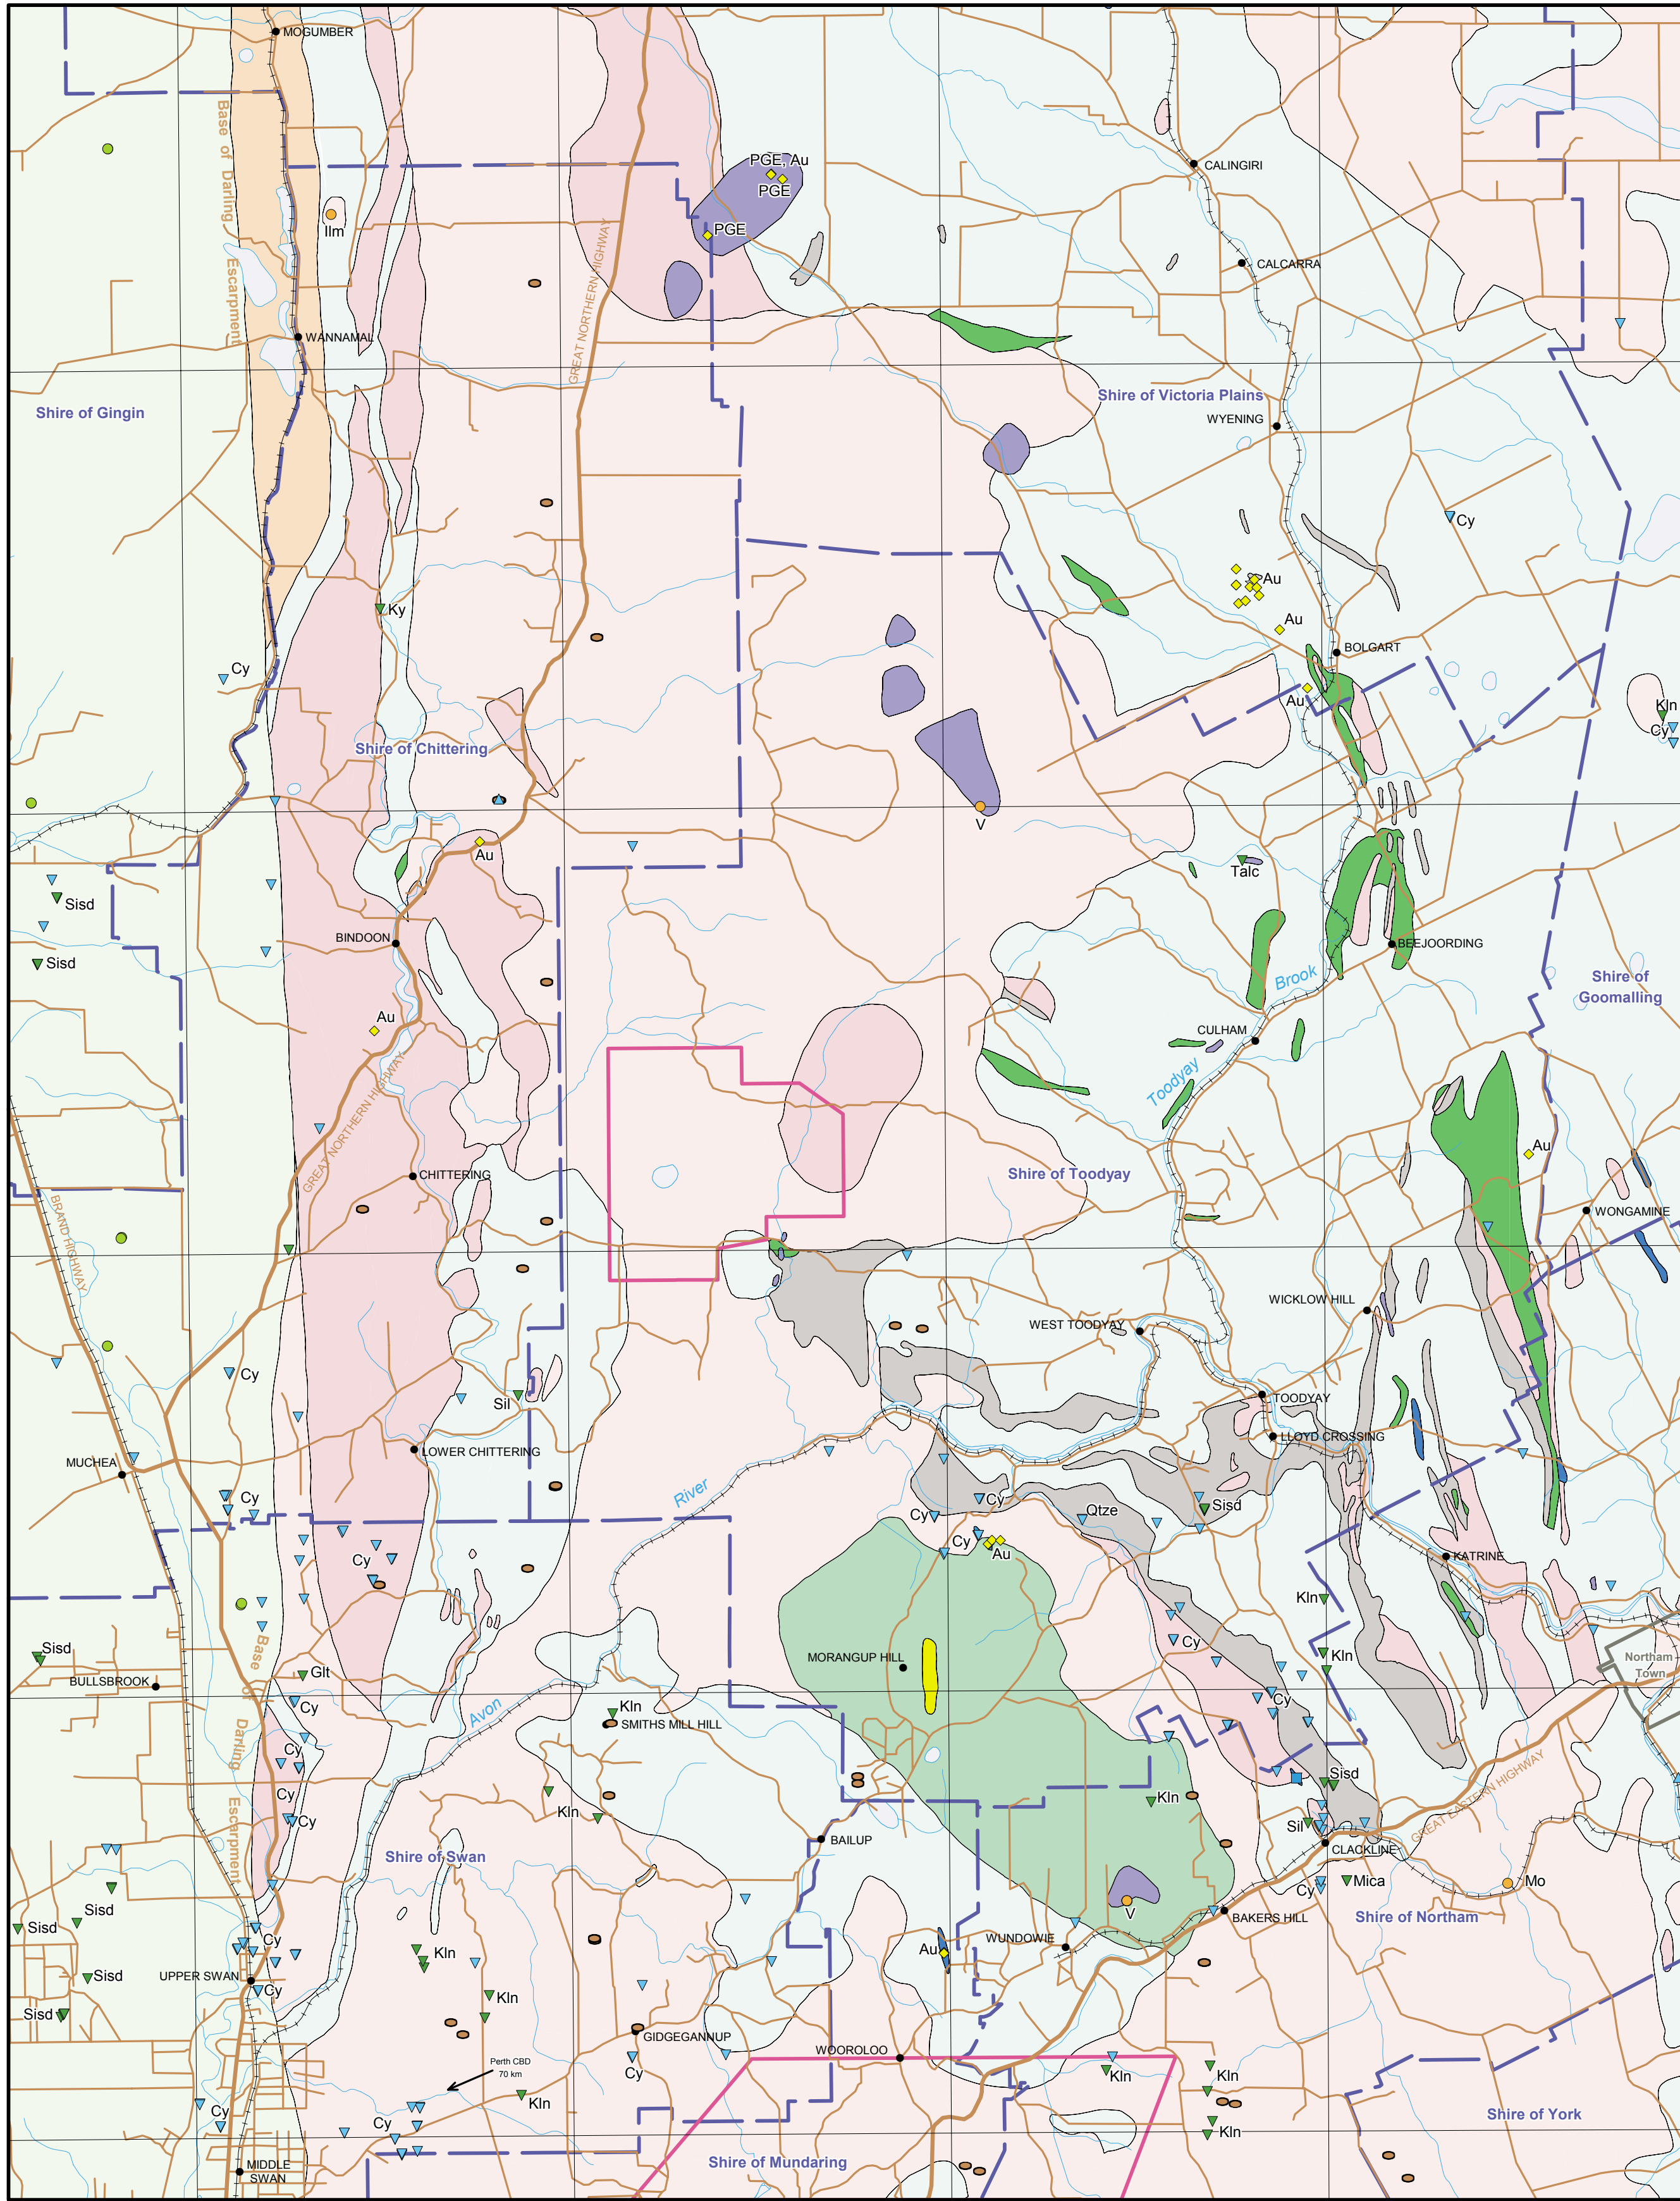 MOGUMBER
Base of Darling Escarpment
PGE, Au
PGE
PGE
CALINGIRI
Ilm
CALCARRA
GREAT NORTHERN HIGHWAY
WANNAMAL
Shire of Gingin
Shire of Victoria Plains
WYENING
Cy
Au
Ky
Au
BOLGART
Cy
Au
Kln
Cy
Shire of Chittering
V
Au
Talc
Sisd
BINDOON
BEEJOORDING
Sisd
Brook
Shire of
Goomalling
Au
CULHAM
Toodyay
GREAT NORTHERN HIGHWAY
Au
CHITTERING
Shire of Toodyay
BRAND HIGHWAY
WONGAMINE
WICKLOW HILL
WEST TOODYAY
Cy
Sil
TOODYAY
LLOYD CROSSING
LOWER CHITTERING
MUCHEA
River
Cy
Cy
Cy
Qtze
Sisd
Cy
Cy
Au
KATRINE
Kln
Base of Darling Escarpment
Sisd
Cy
Kln
MORANGUP HILL
Northam
Town
Glt
BULLSBROOK
Cy
Avon
Kln
SMITHS MILL HILL
Cy
Cy
Sisd
Cy
Kln
GREAT EASTERN HIGHWAY
Kln
Cy
Sil
BAILUP
CLACKLINE
Shire of Swan
Mica
Mo
Cy
Sisd
V
BAKERS HILL
Shire of Northam
Sisd
Cy
Kln
Au
WUNDOWIE
UPPER SWAN
Sisd
Cy
Kln
Sisd
GIDGEGANNUP
WOOROLOO
Perth CBD
70 km
Cy
Kln
Kln
Kln
Cy
Cy
Shire of York
Kln
Shire of Mundaring
MIDDLE
SWAN